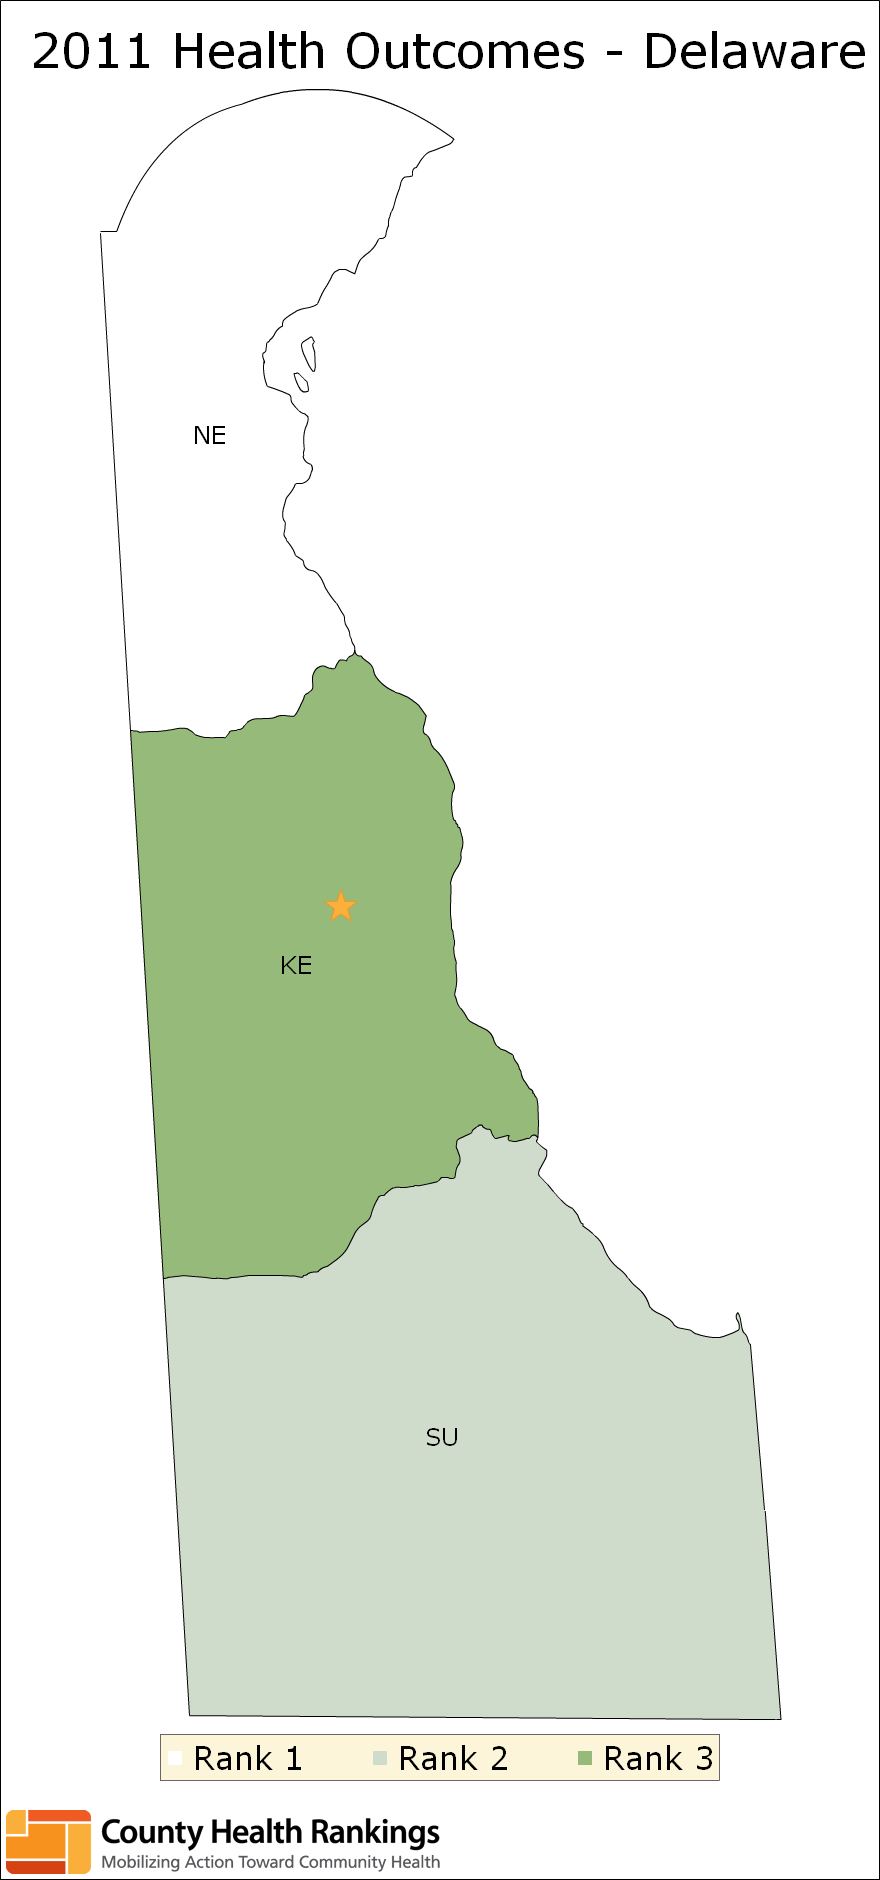 2011 Health Outcomes - Delaware
NE
KE
SU
Rank 1 Rank 2 Rank 3
County Health Rankings
Mobilizing Action Toward Community Health